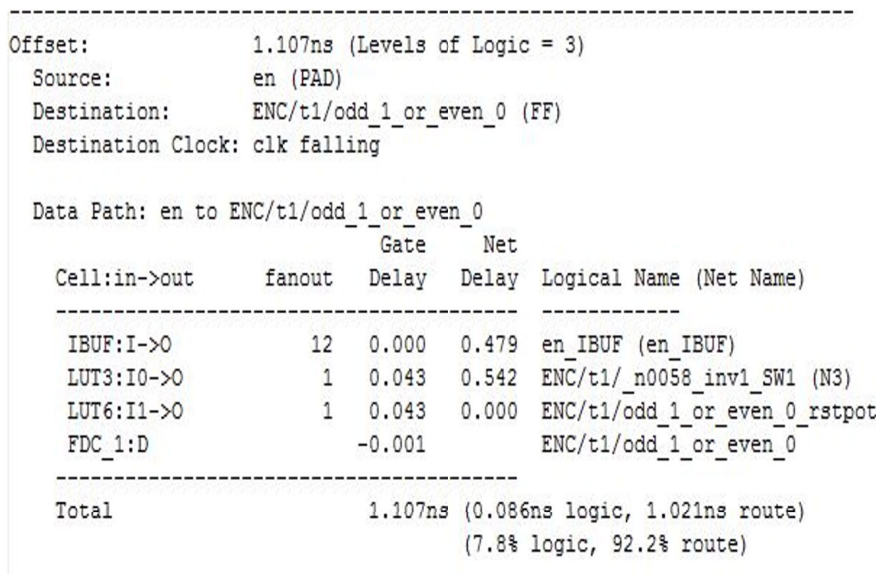 Offset: 1.107ns (Levels of Logic = 3)
Source: en (PAD)
Destination: ENC/t1/odd_1_or_even_0 (FF)
Destination Clock: clk falling
Data Path: en to ENC/t1/odd_1_or_even_0
Gate Net
Cell:in->out fanout Delay Delay Logical Name (Net Name)
IBUF:I->O 12 0.000 0.479 en_IBUF (en_IBUF)
LUT3:I0->O 1 0.043 0.542 ENC/t1/_n0058_inv1_SW1 (N3)
LUT6:I1->O 1 0.043 0.000 ENC/t1/odd_1_or_even_0_rstpot
FDC_1:D -0.001 ENC/t1/odd_1_or_even_0
Total 1.107ns (0.086ns logic, 1.021ns route)
(7.8% logic, 92.2% route)